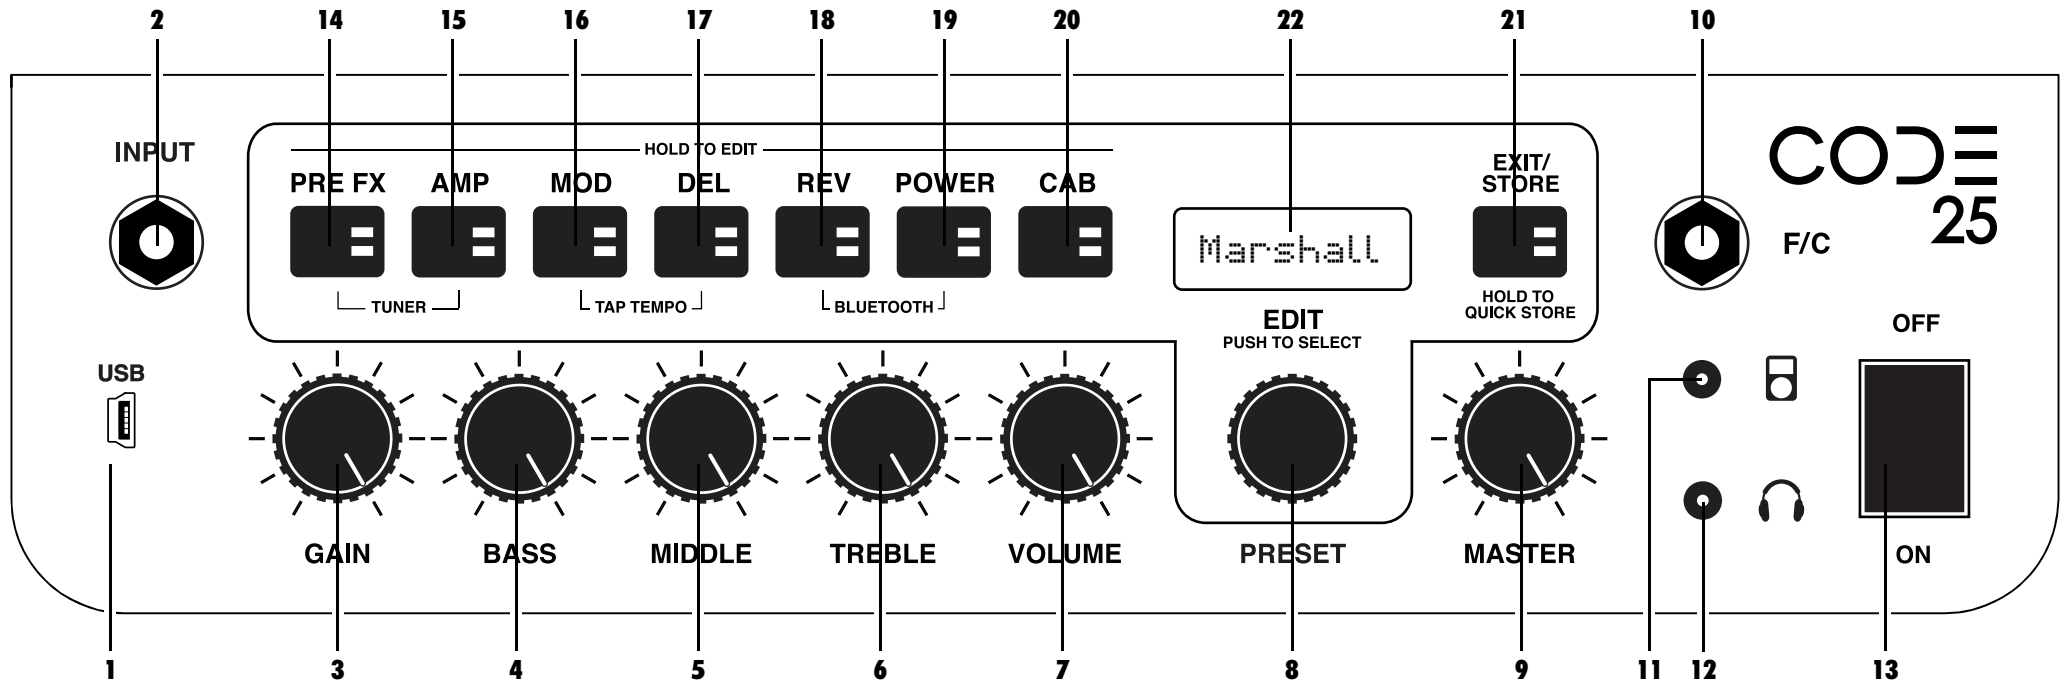 2 14 15 16 17 18 19 20 22 21 10
INPUT
HOLD TO EDIT
PRE FX AMP MOD DEL REV POWER CAB
EXIT/
STORE
CODE
25
Marshall
F/C
TUNER TAP TEMPO BLUETOOTH
HOLD TO
QUICK STORE
EDIT
PUSH TO SELECT
OFF
USB
GAIN BASS MIDDLE TREBLE VOLUME PRESET MASTER
ON
1 3 4 5 6 7 8 9 11 12 13